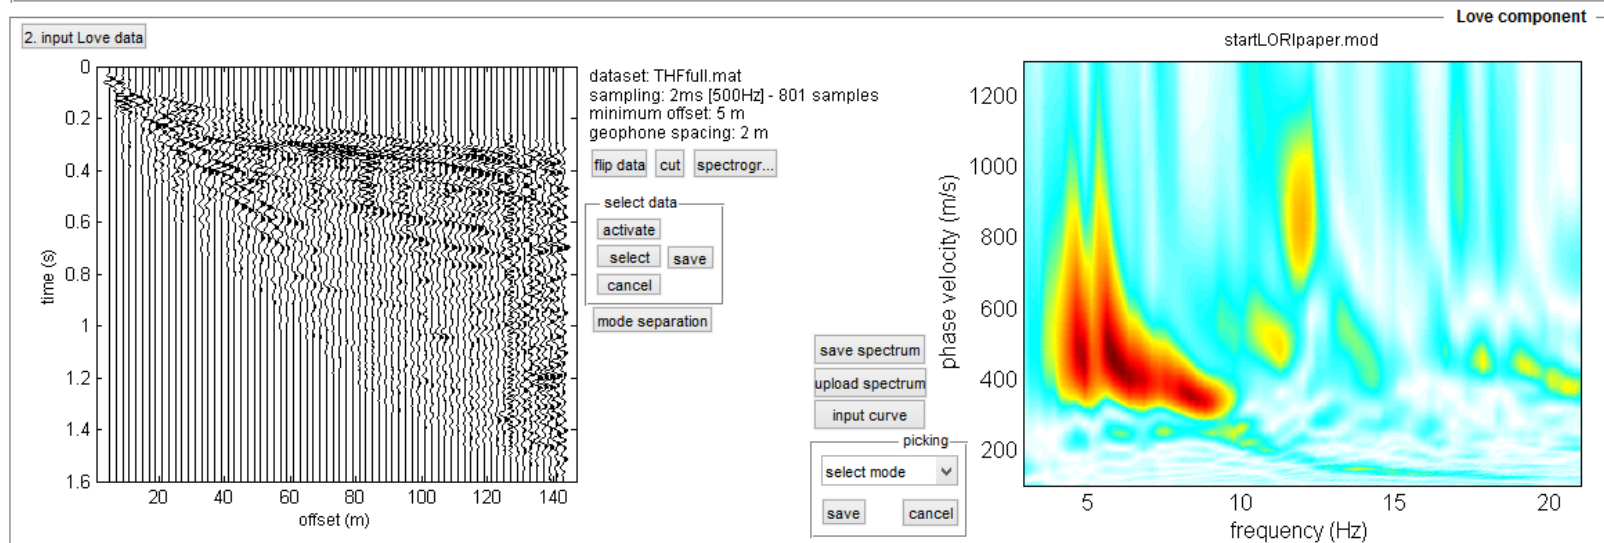 Love component
2. input Love data
dataset: THFfull.mat
sampling: 2ms [500Hz] - 801 samples
minimum offset: 5 m
geophone spacing: 2 m
flip data
cut
spectrogr...
select data
activate
select
save
cancel
mode separation
0
0.2
0.4
0.6
0.8
1
1.2
1.4
1.6
time (s)
20
40
60
80
100
120
140
offset (m)
save spectrum
upload spectrum
input curve
picking
select mode
save
cancel
startLORIpaper.mod
1200
1000
800
600
400
200
phase velocity (m/s)
5
10
15
20
frequency (Hz)